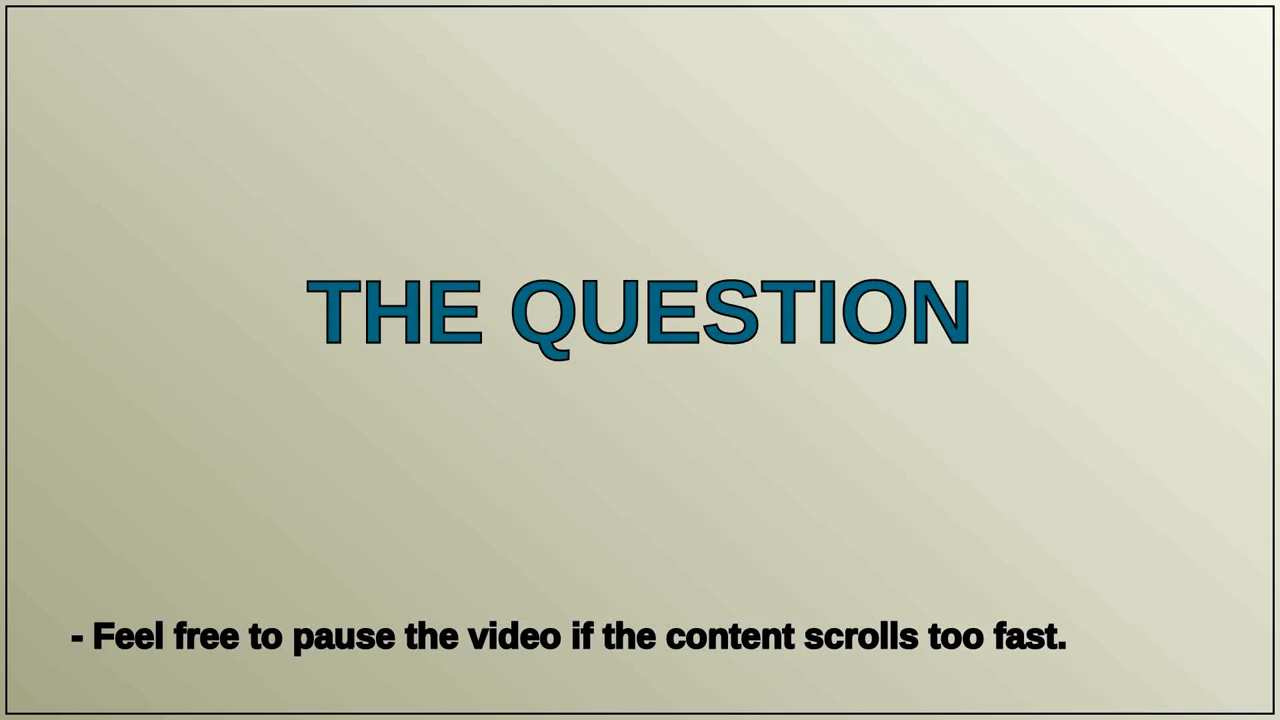 THE QUESTION
- Feel free to pause the video if the content scrolls too fast.